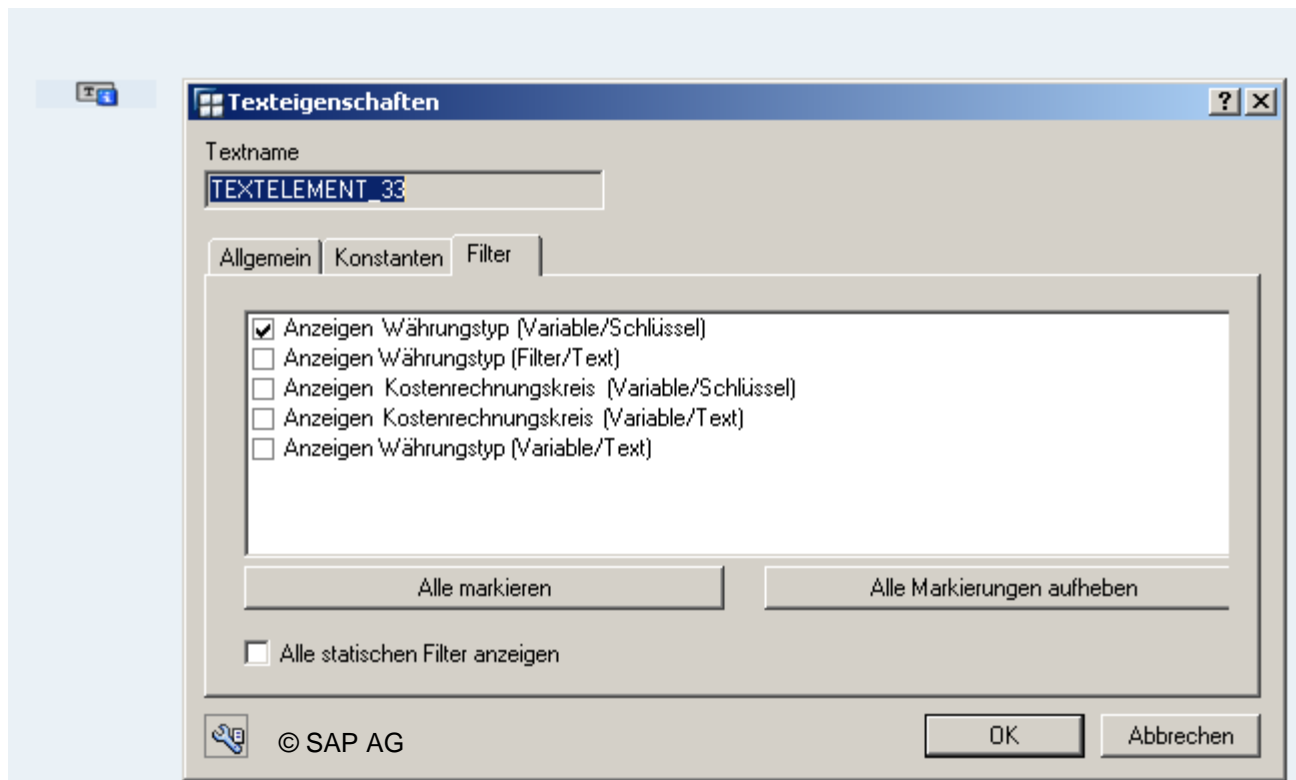 Texteigenschaften
Textname
TEXTELEMENT_33
Allgemein Konstanten Filter
Anzeigen Währungstyp (Variable/Schlüssel)
Anzeigen Währungstyp (Filter/Text)
Anzeigen Kostenrechnungskreis (Variable/Schlüssel)
Anzeigen Kostenrechnungskreis (Variable/Text)
Anzeigen Währungstyp (Variable/Text)
Alle markieren Alle Markierungen aufheben
Alle statischen Filter anzeigen
© SAP AG OK Abbrechen